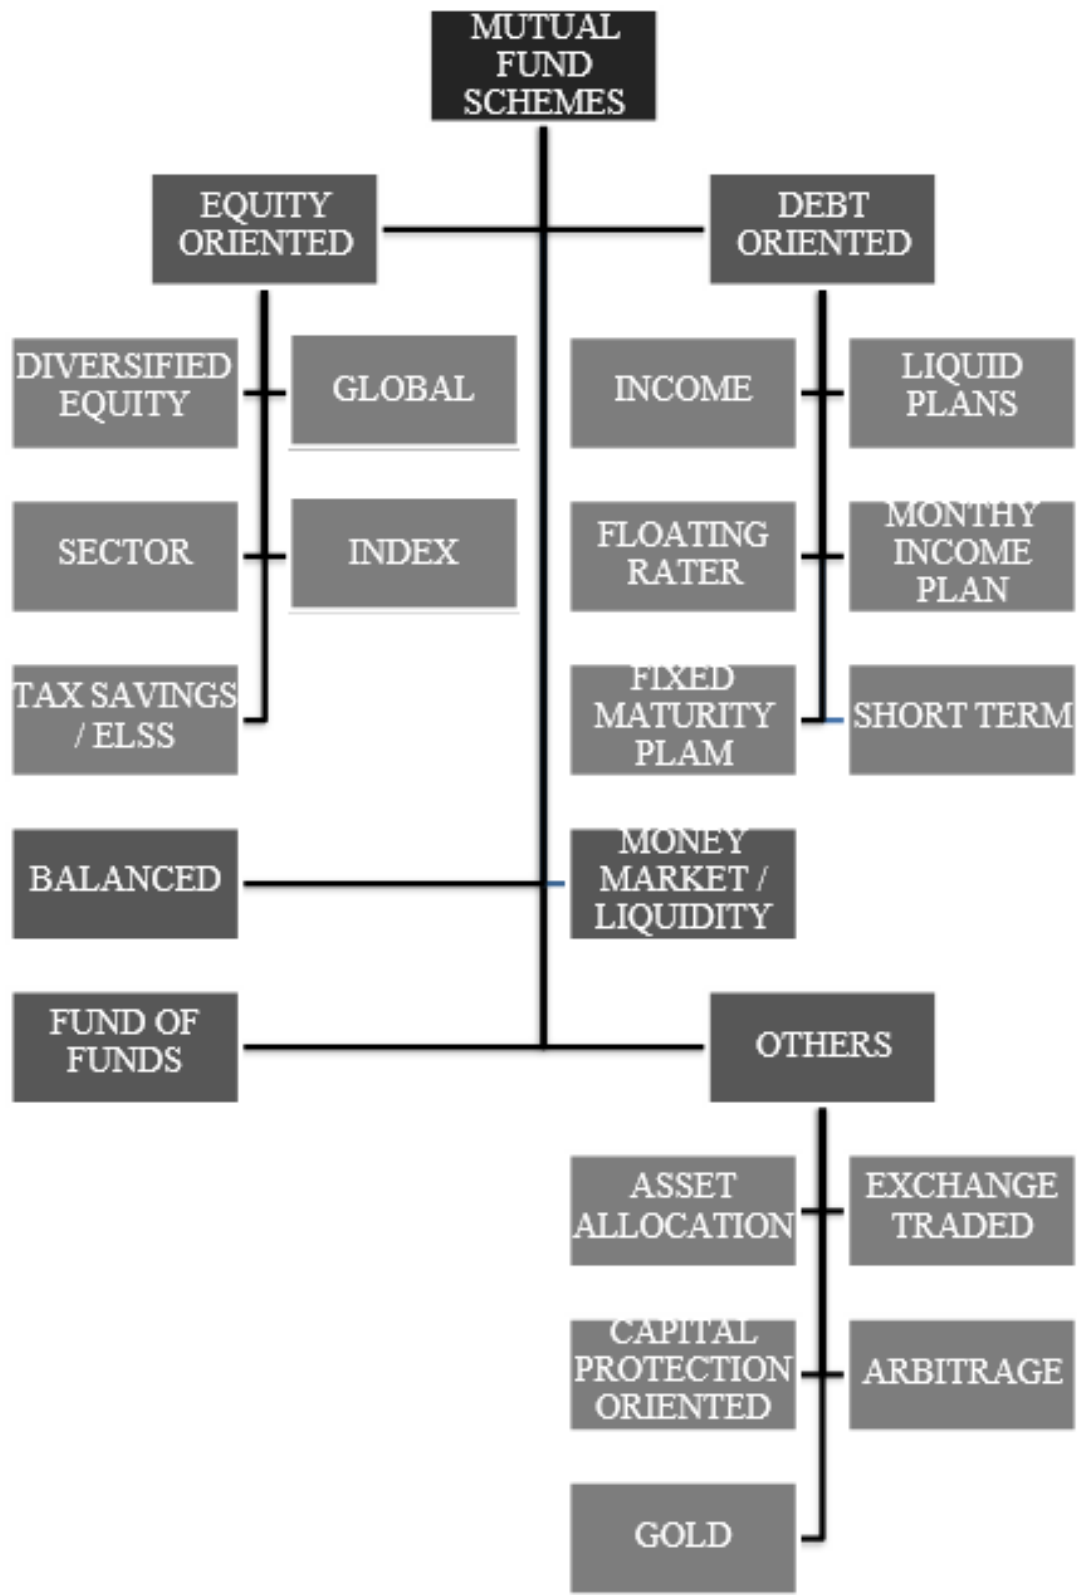 MUTUAL
FUND
SCHEMES
EQUITY
ORIENTED
DEBT
ORIENTED
DIVERSIFIED
EQUITY
GLOBAL
INCOME
LIQUID
PLANS
SECTOR
INDEX
FLOATING
RATER
MONTHY
INCOME
PLAN
TAX SAVINGS
/ ELSS
FIXED
MATURITY
PLAM
SHORT TERM
BALANCED
MONEY
MARKET /
LIQUIDITY
FUND OF
FUNDS
OTHERS
ASSET
ALLOCATION
EXCHANGE
TRADED
CAPITAL
PROTECTION
ORIENTED
ARBITRAGE
GOLD